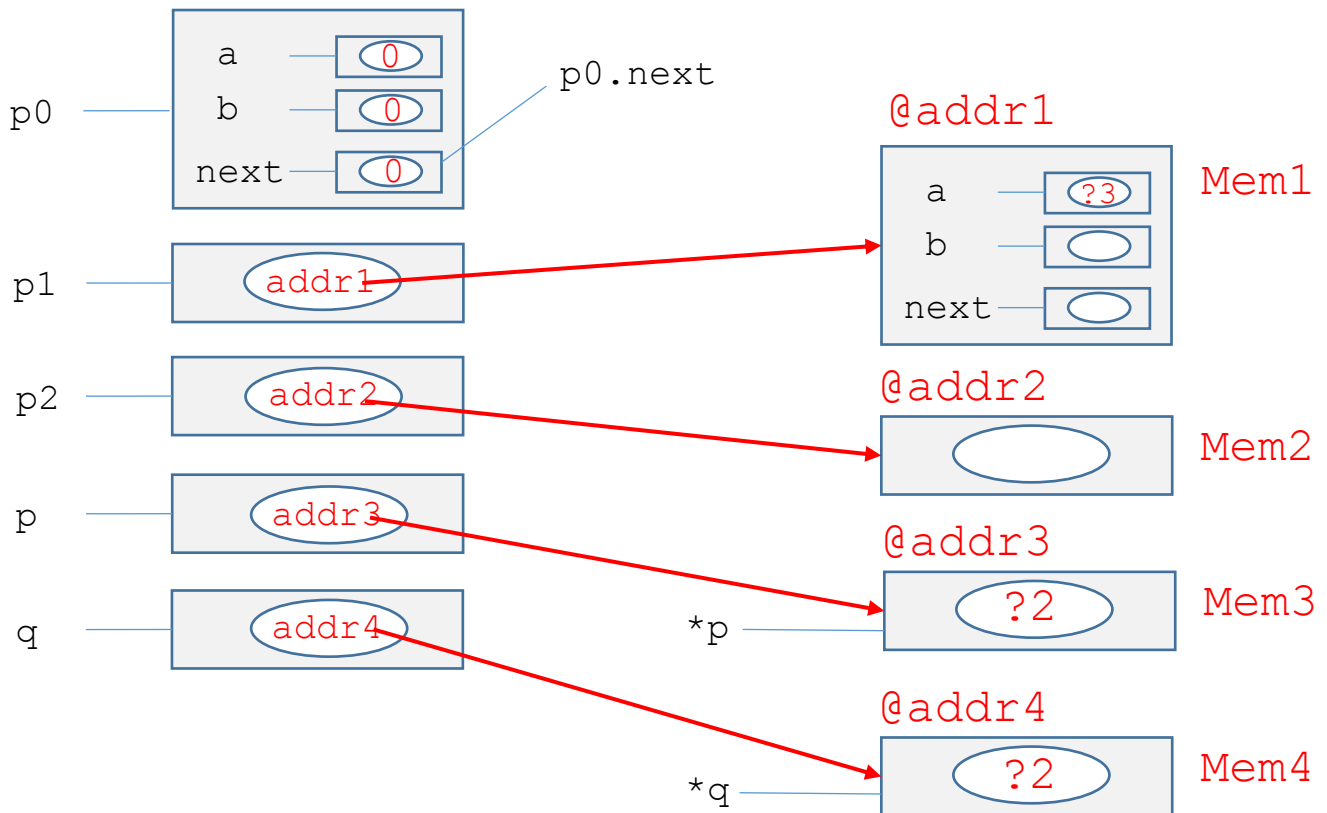 p0
a 0
b 0
next 0
p0.next
p1
addr1
p2
addr2
p
addr3
q
addr4
@addr1
Mem1
a ?3
b
next
@addr2
Mem2
@addr3
Mem3
*p
?2
@addr4
Mem4
*q
?2